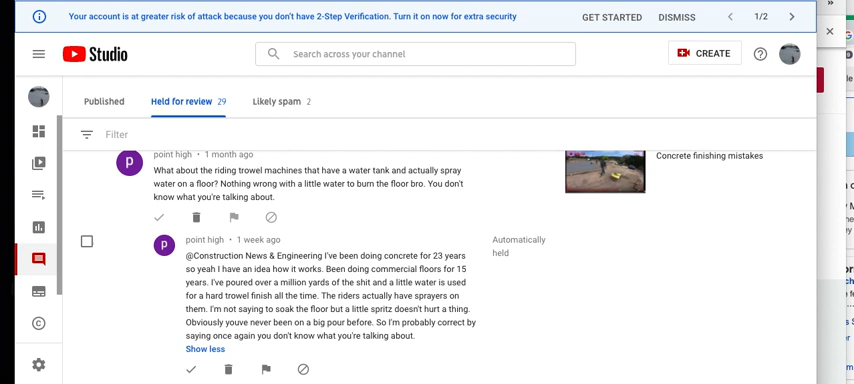 Your account is at greater risk of attack because you don't have 2-Step Verification. Turn it on now for extra security
GET STARTED
DISMISS
1/2
Studio
Search across your channel
CREATE
Published
Held for review 29
Likely spam 2
Filter
point high • 1 month ago
What about the riding trowel machines that have a water tank and actually spray
water on a floor? Nothing wrong with a little water to burn the floor bro. You don't
know what you're talking about.
Concrete finishing mistakes
point high • 1 week ago
Automatically
held
@Construction News & Engineering I've been doing concrete for 23 years
so yeah I have an idea how it works. Been doing commercial floors for 15
years. I've poured over a million yards of the shit and a little water is used
for a hard trowel finish all the time. The riders actually have sprayers on
them. I'm not saying to soak the floor but a little spritz doesn't hurt a thing.
Obviously youve never been on a big pour before. So I'm probably correct by
saying once again you don't know what you're talking about.
Show less